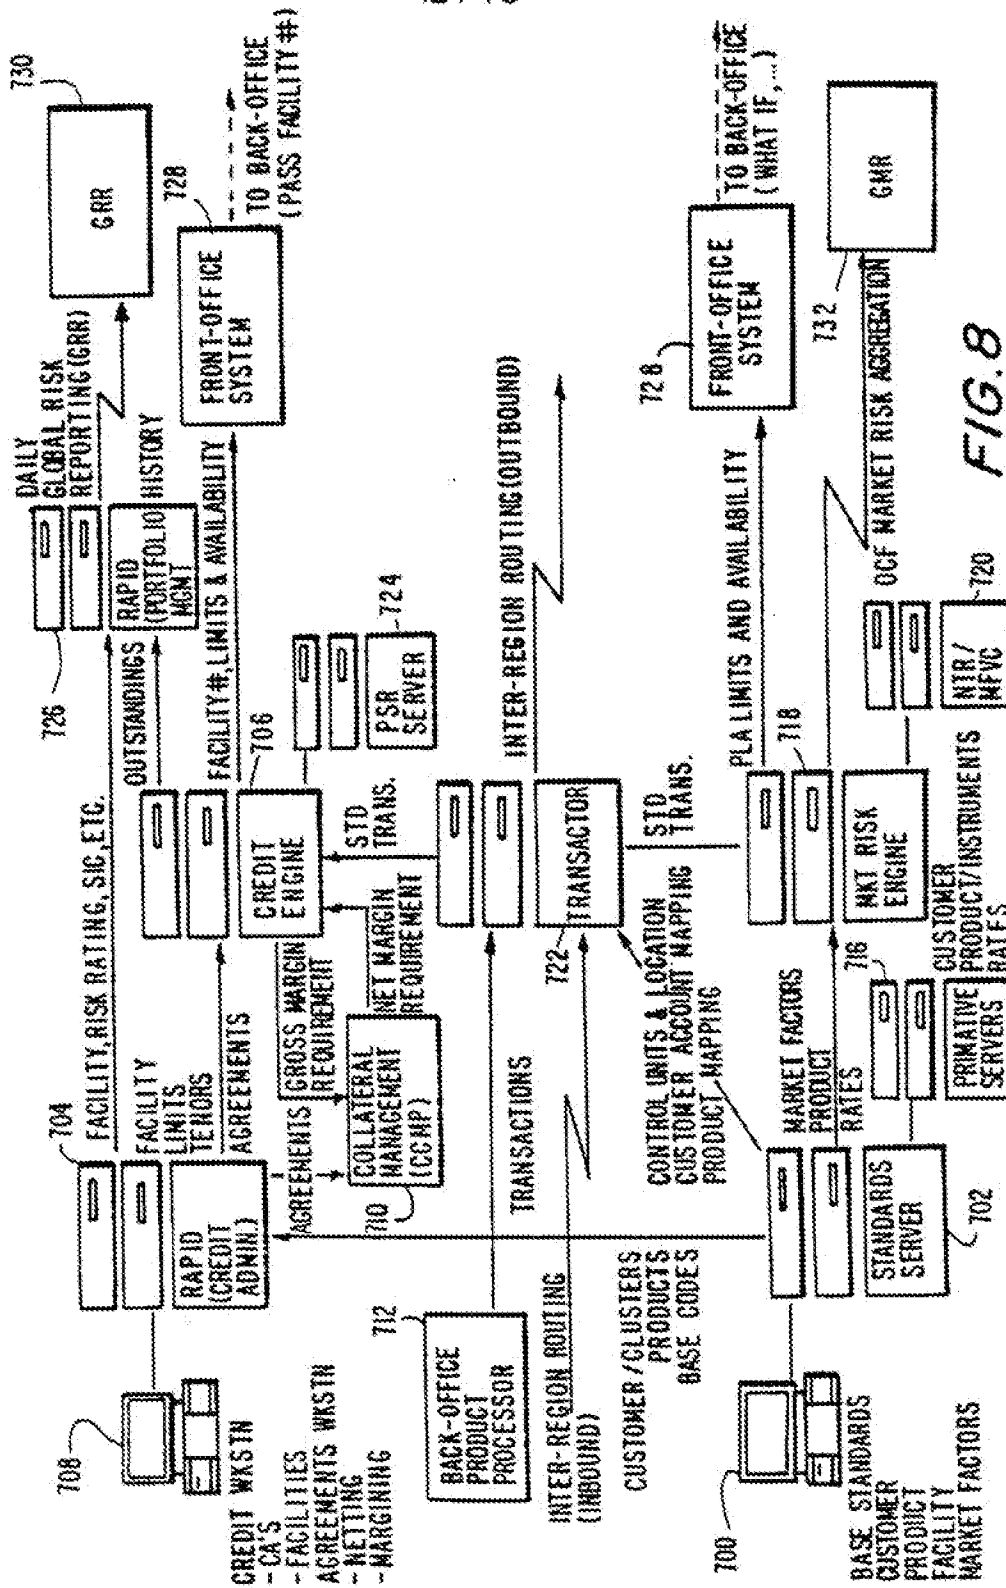 730
GRR
DAILY
GLOBAL RISK
REPORTING(GRR)
726
RAPID
(PORTFOLIO
MGMT
HISTORY
728
FRONT-OFFICE
SYSTEM
TO BACK-OFFICE
(PASS FACILITY#)
FACILITY, RISK RATING, SIC, ETC.
OUTSTANDINGS
FACILITY#,LIMITS & AVAILABILITY
704
RAPID
(CREDIT
ADMIN.)
FACILITY
LIMITS
TENORS
AGREEMENTS
706
CREDIT
ENGINE
724
PSR
SERVER
708
CREDIT WKSTN
- CA'S
- FACILITIES
AGREEMENTS WKSTN
- NETTING
- MARGINING
AGREEMENTS
GROSS MARGIN
REQUIREMENT
NET MARGIN
REQUIREMENT
STD
TRANS.
COLLATERAL
MANAGEMENT
(CCMP)
710
712
BACK-OFFICE
PRODUCT
PROCESSOR
TRANSACTIONS
722
TRANSACTOR
INTER-REGION ROUTING(OUTBOUND)
INTER-REGION ROUTING
(INBOUND)
CUSTOMER/CLUSTERS
PRODUCTS
BASE CODES
CONTROL UNITS & LOCATION
CUSTOMER ACCOUNT MAPPING
PRODUCT MAPPING
STD
TRANS.
PLA LIMITS AND AVAILABILITY
728
FRONT-OFFICE
SYSTEM
TO BACK-OFFICE
(WHAT IF,...)
700
BASE STANDARDS
CUSTOMER
PRODUCT
FACILITY
MARKET FACTORS
STANDARDS
SERVER
702
MARKET FACTORS
PRODUCT
RATES
716
PRIMATIVE
SERVERS
CUSTOMER
PRODUCT/INSTRUMENTS
RATES
718
MKT RISK
ENGINE
NTR/
MFVC
720
OCF MARKET RISK AGGREGATION
732
GMR
FIG.8